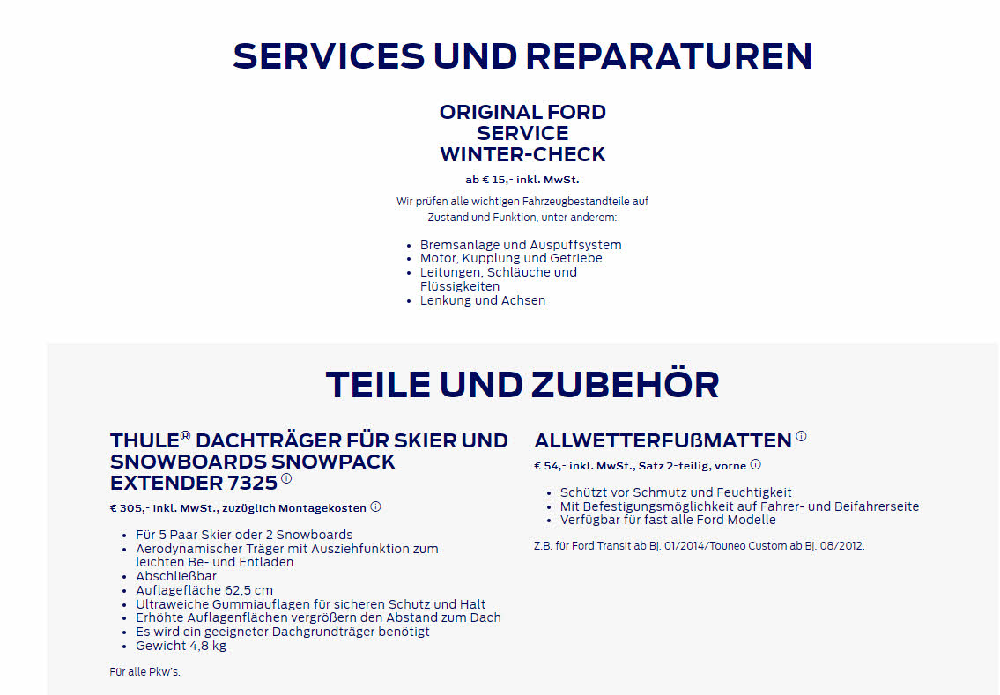 SERVICES UND REPARATUREN
ORIGINAL FORD
SERVICE
WINTER-CHECK
ab € 15,- inkl. MwSt.
Wir prüfen alle wichtigen Fahrzeugbestandteile auf
Zustand und Funktion, unter anderem:
• Bremsanlage und Auspuffsystem
• Motor, Kupplung und Getriebe
• Leitungen, Schläuche und
Flüssigkeiten
• Lenkung und Achsen
TEILE UND ZUBEHÖR
THULE® DACHTRÄGER FÜR SKIER UND
SNOWBOARDS SNOWPACK
EXTENDER 7325 ⓘ
€ 305,- inkl. MwSt., zuzüglich Montagekosten ⓘ
• Für 5 Paar Skier oder 2 Snowboards
• Aerodynamischer Träger mit Ausziehfunktion zum
leichten Be- und Entladen
• Abschließbar
• Auflagefläche 62,5 cm
• Ultraweiche Gummiauflagen für sicheren Schutz und Halt
• Erhöhte Auflagenflächen vergrößern den Abstand zum Dach
• Es wird ein geeigneter Dachgrundträger benötigt
• Gewicht 4,8 kg
Für alle Pkw's.
ALLWETTERFUßMATTEN ⓘ
€ 54,- inkl. MwSt., Satz 2-teilig, vorne ⓘ
• Schützt vor Schmutz und Feuchtigkeit
• Mit Befestigungsmöglichkeit auf Fahrer- und Beifahrerseite
• Verfügbar für fast alle Ford Modelle
Z.B. für Ford Transit ab Bj. 01/2014/Touneo Custom ab Bj. 08/2012.